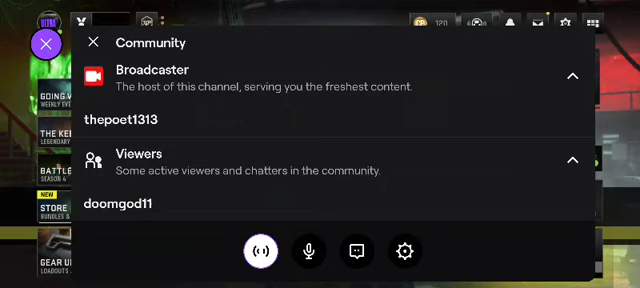 ULTRA
120
Community
Broadcaster
The host of this channel, serving you the freshest content.
thepoet1313
Viewers
Some active viewers and chatters in the community.
doomgod11
GOING
WEEKLY EVE
THE KE
LEGENDARY
BATTL
SEASON 4
NEW
STORE
BUNDLES &
GEAR U
LOADOUTS